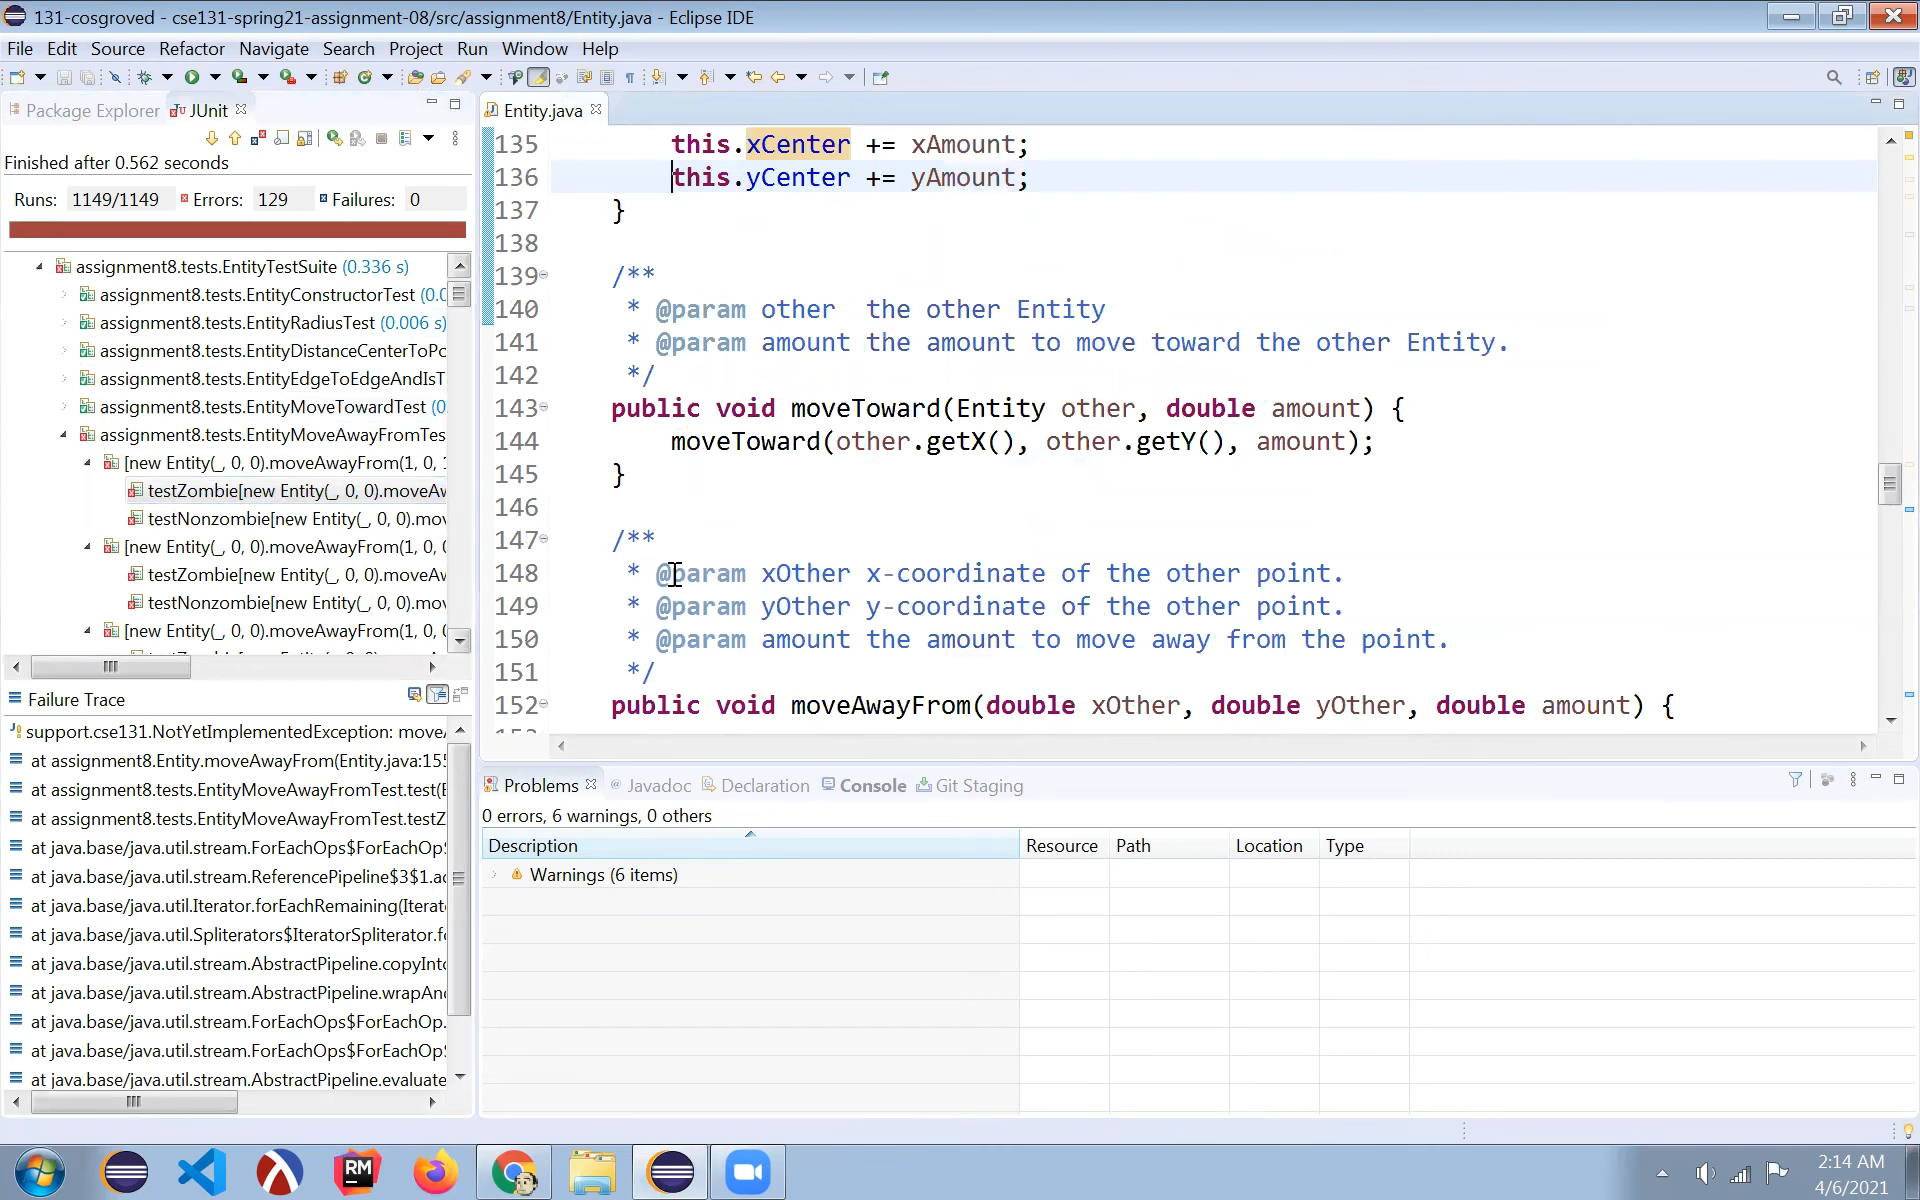 131-cosgroved - cse131-spring21-assignment-08/src/assignment8/Entity.java - Eclipse IDE
File Edit Source Refactor Navigate Search Project Run Window Help
Package Explorer JUnit
Finished after 0.562 seconds
Runs: 1149/1149 Errors: 129 Failures: 0
assignment8.tests.EntityTestSuite (0.336 s)
assignment8.tests.EntityConstructorTest (0.0
assignment8.tests.EntityRadiusTest (0.006 s)
assignment8.tests.EntityDistanceCenterToPo
assignment8.tests.EntityEdgeToEdgeAndIsT
assignment8.tests.EntityMoveTowardTest (0.
assignment8.tests.EntityMoveAwayFromTes
[new Entity(_, 0, 0).moveAwayFrom(1, 0, 1
testZombie[new Entity(_, 0, 0).moveAw
testNonzombie[new Entity(_, 0, 0).mov
[new Entity(_, 0, 0).moveAwayFrom(1, 0, 0
testZombie[new Entity(_, 0, 0).moveAw
testNonzombie[new Entity(_, 0, 0).mov
[new Entity(_, 0, 0).moveAwayFrom(1, 0, 0
Failure Trace
support.cse131.NotYetImplementedException: moveA
at assignment8.Entity.moveAwayFrom(Entity.java:155
at assignment8.tests.EntityMoveAwayFromTest.test(E
at assignment8.tests.EntityMoveAwayFromTest.testZ
at java.base/java.util.stream.ForEachOps$ForEachOp
at java.base/java.util.stream.ReferencePipeline$3$1.ac
at java.base/java.util.Iterator.forEachRemaining(Iterat
at java.base/java.util.Spliterators$IteratorSpliterator.fo
at java.base/java.util.stream.AbstractPipeline.copyInto
at java.base/java.util.stream.AbstractPipeline.wrapAnd
at java.base/java.util.stream.ForEachOps$ForEachOp.
at java.base/java.util.stream.ForEachOps$ForEachOp
at java.base/java.util.stream.AbstractPipeline.evaluate
Entity.java
135 this.xCenter += xAmount;
136 this.yCenter += yAmount;
137 }
138
139 /**
140 * @param other  the other Entity
141 * @param amount the amount to move toward the other Entity.
142 */
143 public void moveToward(Entity other, double amount) {
144 moveToward(other.getX(), other.getY(), amount);
145 }
146
147 /**
148 * @param xOther x-coordinate of the other point.
149 * @param yOther y-coordinate of the other point.
150 * @param amount the amount to move away from the point.
151 */
152 public void moveAwayFrom(double xOther, double yOther, double amount) {
Problems Javadoc Declaration Console Git Staging
0 errors, 6 warnings, 0 others
Description Resource Path Location Type
Warnings (6 items)
RM
2:14 AM
4/6/2021